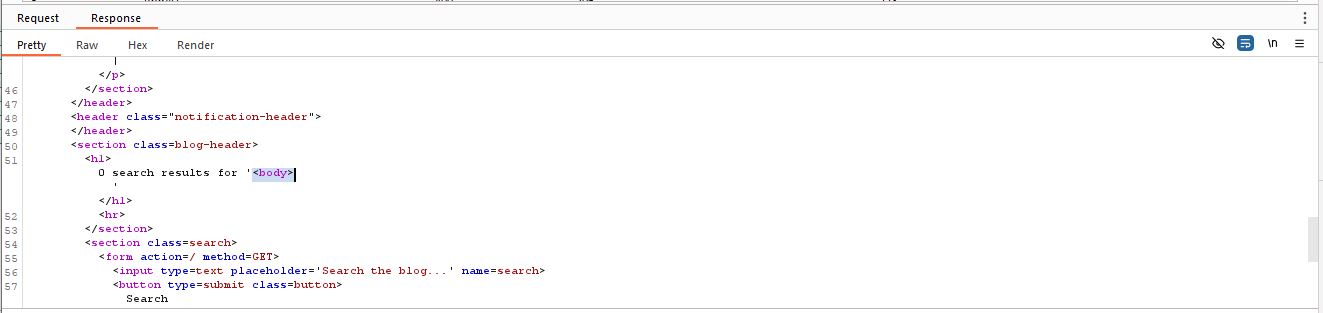 Request Response
Pretty Raw Hex Render \n
</p>
46 </section>
47 </header>
48 <header class="notification-header">
49 </header>
50 <section class=blog-header>
51 <h1>
0 search results for '<body>
'
</h1>
52 <hr>
53 </section>
54 <section class=search>
55 <form action=/ method=GET>
56 <input type=text placeholder='Search the blog...' name=search>
57 <button type=submit class=button>
Search